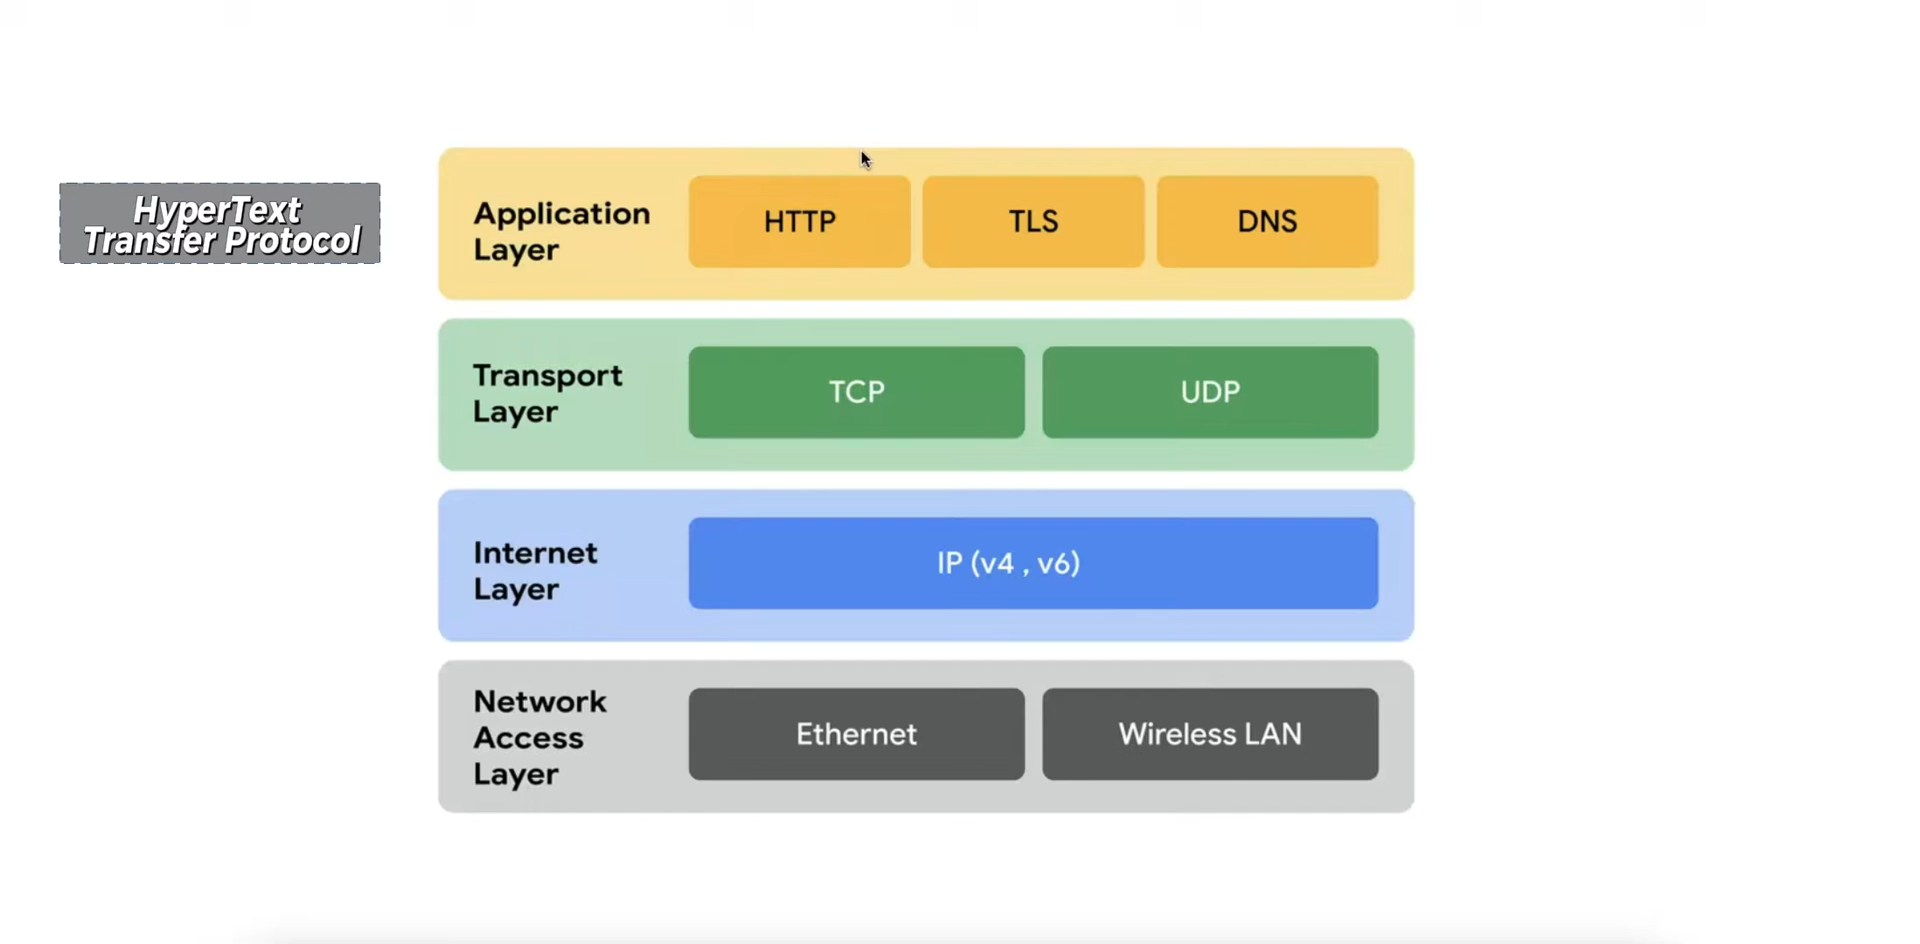 HyperText
Transfer Protocol
Application
Layer
HTTP
TLS
DNS
Transport
Layer
TCP
UDP
Internet
Layer
IP (v4 , v6)
Network
Access
Layer
Ethernet
Wireless LAN